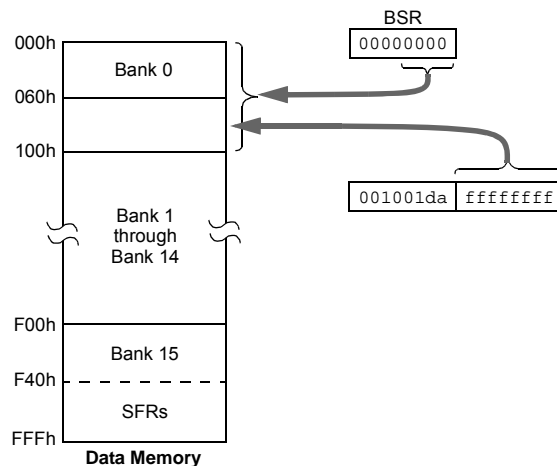 BSR
00000000
000h
Bank 0
060h
100h
001001da ffffffff
Bank 1
through
Bank 14
F00h
Bank 15
F40h
SFRs
FFFh
Data Memory